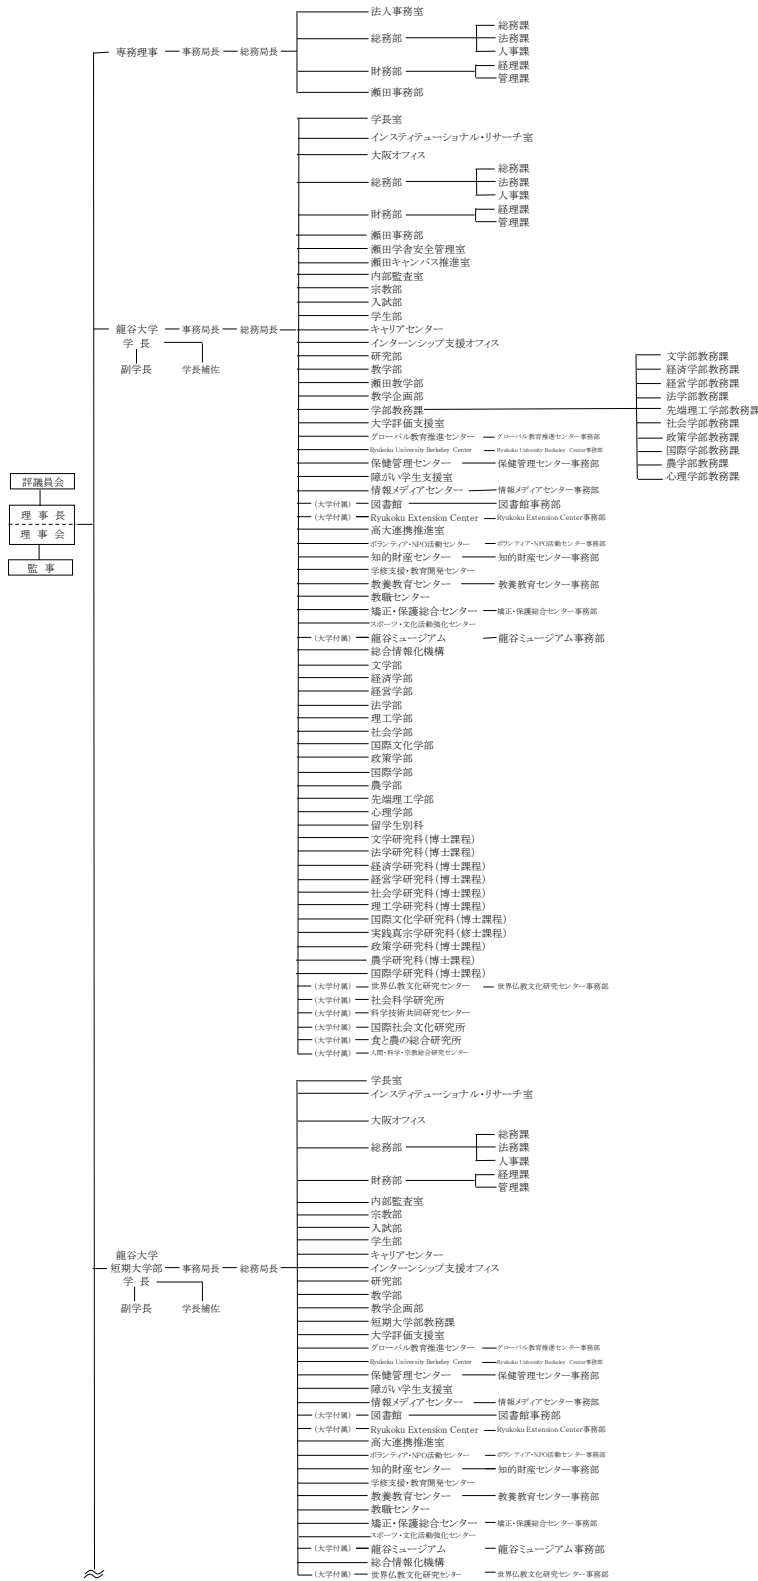 評議員会
理 事 長
理 事 会
監 事
専務理事 事務局長 総務局長
法人事務室
総務部
総務課
法務課
人事課
財務部
経理課
管理課
瀬田事務部
龍谷大学 事務局長 総務局長
学 長
副学長 学長補佐
学長室
インスティテューショナル・リサーチ室
大阪オフィス
総務部
総務課
法務課
人事課
財務部
経理課
管理課
瀬田事務部
瀬田学舎安全管理室
瀬田キャンパス推進室
内部監査室
宗教部
入試部
学生部
キャリアセンター
インターンシップ支援オフィス
研究部
教学部
瀬田教学部
教学企画部
学部教務課
文学部教務課
経済学部教務課
経営学部教務課
法学部教務課
先端理工学部教務課
社会学部教務課
政策学部教務課
国際学部教務課
農学部教務課
心理学部教務課
大学評価支援室
グローバル教育推進センター グローバル教育推進センター事務部
Ryukoku University Berkeley Center Ryukoku University Berkeley Center事務部
保健管理センター 保健管理センター事務部
障がい学生支援室
情報メディアセンター 情報メディアセンター事務部
(大学付属) 図書館 図書館事務部
(大学付属) Ryukoku Extension Center Ryukoku Extension Center事務部
高大連携推進室
ボランティア・NPO活動センター ボランティア・NPO活動センター事務部
知的財産センター 知的財産センター事務部
学修支援・教育開発センター
教養教育センター 教養教育センター事務部
教職センター
矯正・保護総合センター 矯正・保護総合センター事務部
スポーツ・文化活動強化センター
(大学付属) 龍谷ミュージアム 龍谷ミュージアム事務部
総合情報化機構
文学部
経済学部
経営学部
法学部
理工学部
社会学部
国際文化学部
政策学部
国際学部
農学部
先端理工学部
心理学部
留学生別科
文学研究科(博士課程)
法学研究科(博士課程)
経済学研究科(博士課程)
経営学研究科(博士課程)
社会学研究科(博士課程)
理工学研究科(博士課程)
国際文化学研究科(博士課程)
実践真宗学研究科(修士課程)
政策学研究科(博士課程)
農学研究科(博士課程)
国際学研究科(博士課程)
(大学付属) 世界仏教文化研究センター 世界仏教文化研究センター事務部
(大学付属) 社会科学研究所
(大学付属) 科学技術共同研究センター
(大学付属) 国際社会文化研究所
(大学付属) 食と農の総合研究所
(大学付属) 人間・科学・宗教総合研究センター
龍谷大学
短期大学部 事務局長 総務局長
学 長
副学長 学長補佐
学長室
インスティテューショナル・リサーチ室
大阪オフィス
総務部
総務課
法務課
人事課
財務部
経理課
管理課
内部監査室
宗教部
入試部
学生部
キャリアセンター
インターンシップ支援オフィス
研究部
教学部
教学企画部
短期大学部教務課
大学評価支援室
グローバル教育推進センター グローバル教育推進センター事務部
Ryukoku University Berkeley Center Ryukoku University Berkeley Center事務部
保健管理センター 保健管理センター事務部
障がい学生支援室
情報メディアセンター 情報メディアセンター事務部
(大学付属) 図書館 図書館事務部
(大学付属) Ryukoku Extension Center Ryukoku Extension Center事務部
高大連携推進室
ボランティア・NPO活動センター ボランティア・NPO活動センター事務部
知的財産センター 知的財産センター事務部
学修支援・教育開発センター
教養教育センター 教養教育センター事務部
教職センター
矯正・保護総合センター 矯正・保護総合センター事務部
スポーツ・文化活動強化センター
(大学付属) 龍谷ミュージアム 龍谷ミュージアム事務部
総合情報化機構
(大学付属) 世界仏教文化研究センター 世界仏教文化研究センター事務部